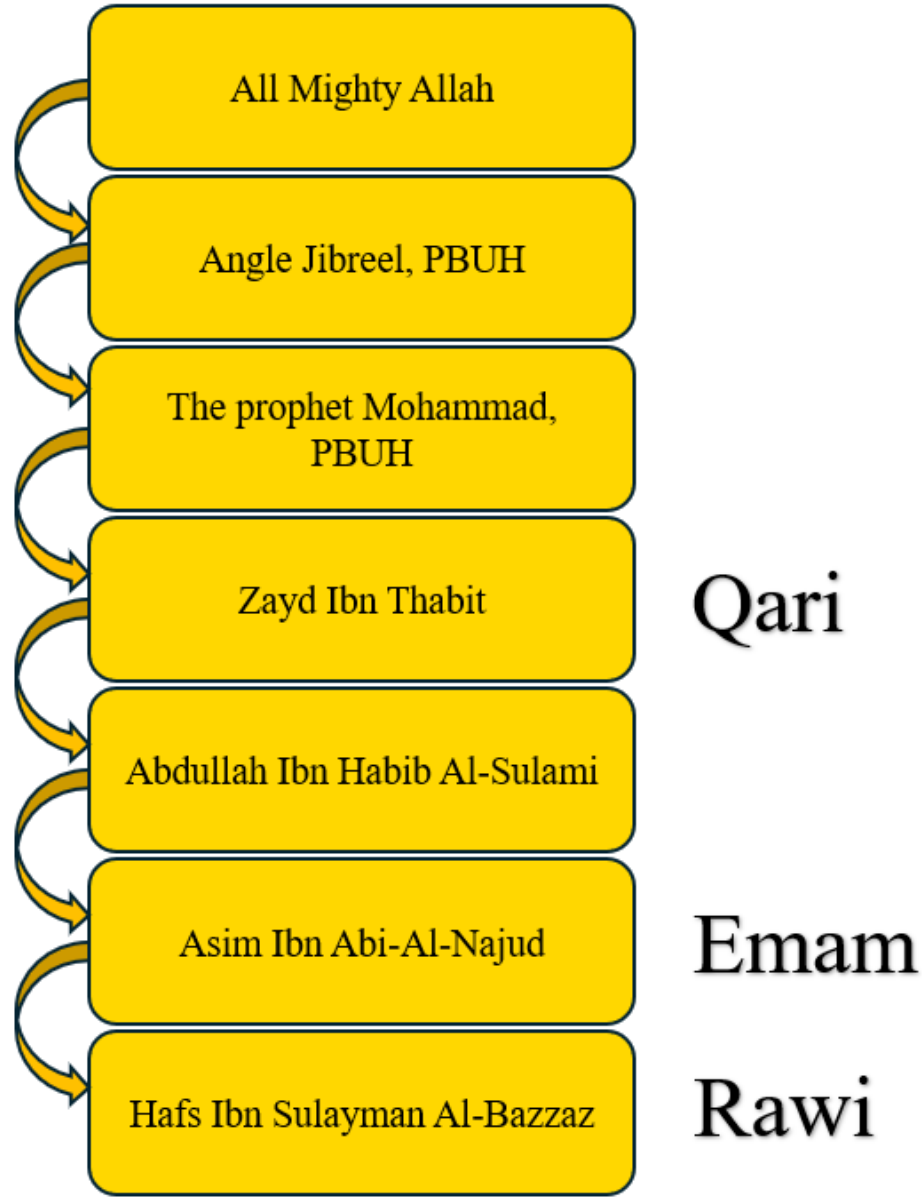 All Mighty Allah
Angle Jibreel, PBUH
The prophet Mohammad,
PBUH
Zayd Ibn Thabit
Qari
Abdullah Ibn Habib Al-Sulami
Asim Ibn Abi-Al-Najud
Emam
Hafs Ibn Sulayman Al-Bazzaz
Rawi